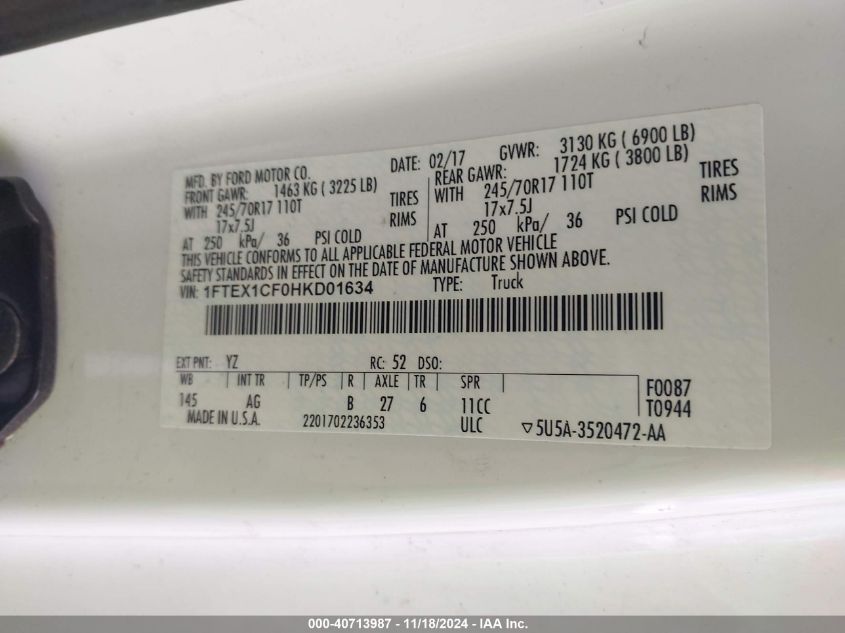 MFD. BY FORD MOTOR CO. DATE: 02/17 GVWR: 3130 KG ( 6900 LB)
FRONT GAWR: 1463 KG ( 3225 LB) REAR GAWR: 1724 KG ( 3800 LB)
WITH 245/70R17 110T TIRES WITH 245/70R17 110T TIRES
17x7.5J RIMS 17x7.5J RIMS
AT 250 kPa/ 36 PSI COLD AT 250 kPa/ 36 PSI COLD
THIS VEHICLE CONFORMS TO ALL APPLICABLE FEDERAL MOTOR VEHICLE
SAFETY STANDARDS IN EFFECT ON THE DATE OF MANUFACTURE SHOWN ABOVE.
VIN: 1FTEX1CF0HKD01634 TYPE: Truck
EXT PNT: YZ RC: 52 DSO:
WB INT TR TP/PS R AXLE TR SPR F0087
145 AG B 27 6 11CC T0944
MADE IN U.S.A. 2201702236353 ULC ▽5U5A-3520472-AA
000-40713987 - 11/18/2024 - IAAI Inc.